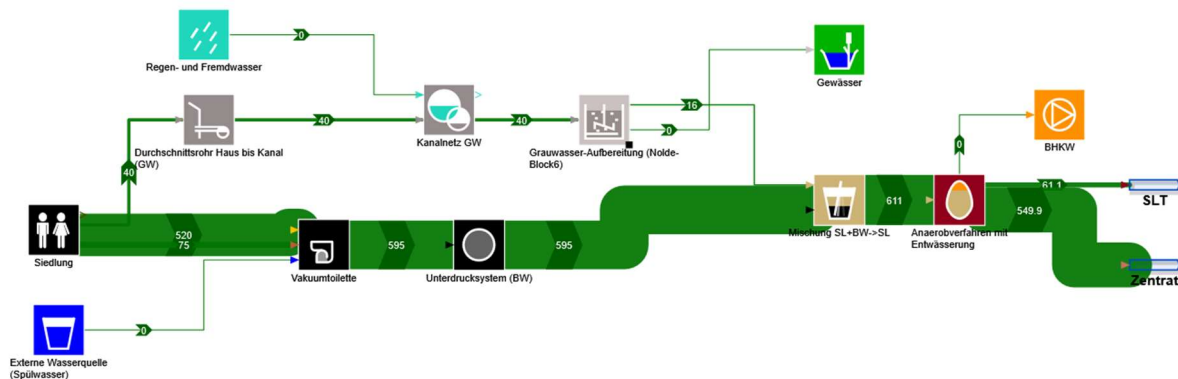 0
Regen- und Fremdwasser
Gewässer
16
0
40
40
Durchschnittsrohr Haus bis Kanal
(GW)
Kanalnetz GW
Grauwasser-Aufbereitung (Nolde-
Block6)
BHKW
0
40
61.1
SLT
611
549.9
Mischung SL+BW->SL
Anaerobverfahren mit
Entwässerung
520
75
595
595
Siedlung
Vakuumtoilette
Unterdrucksystem (BW)
Zentrat
0
Externe Wasserquelle
(Spülwasser)